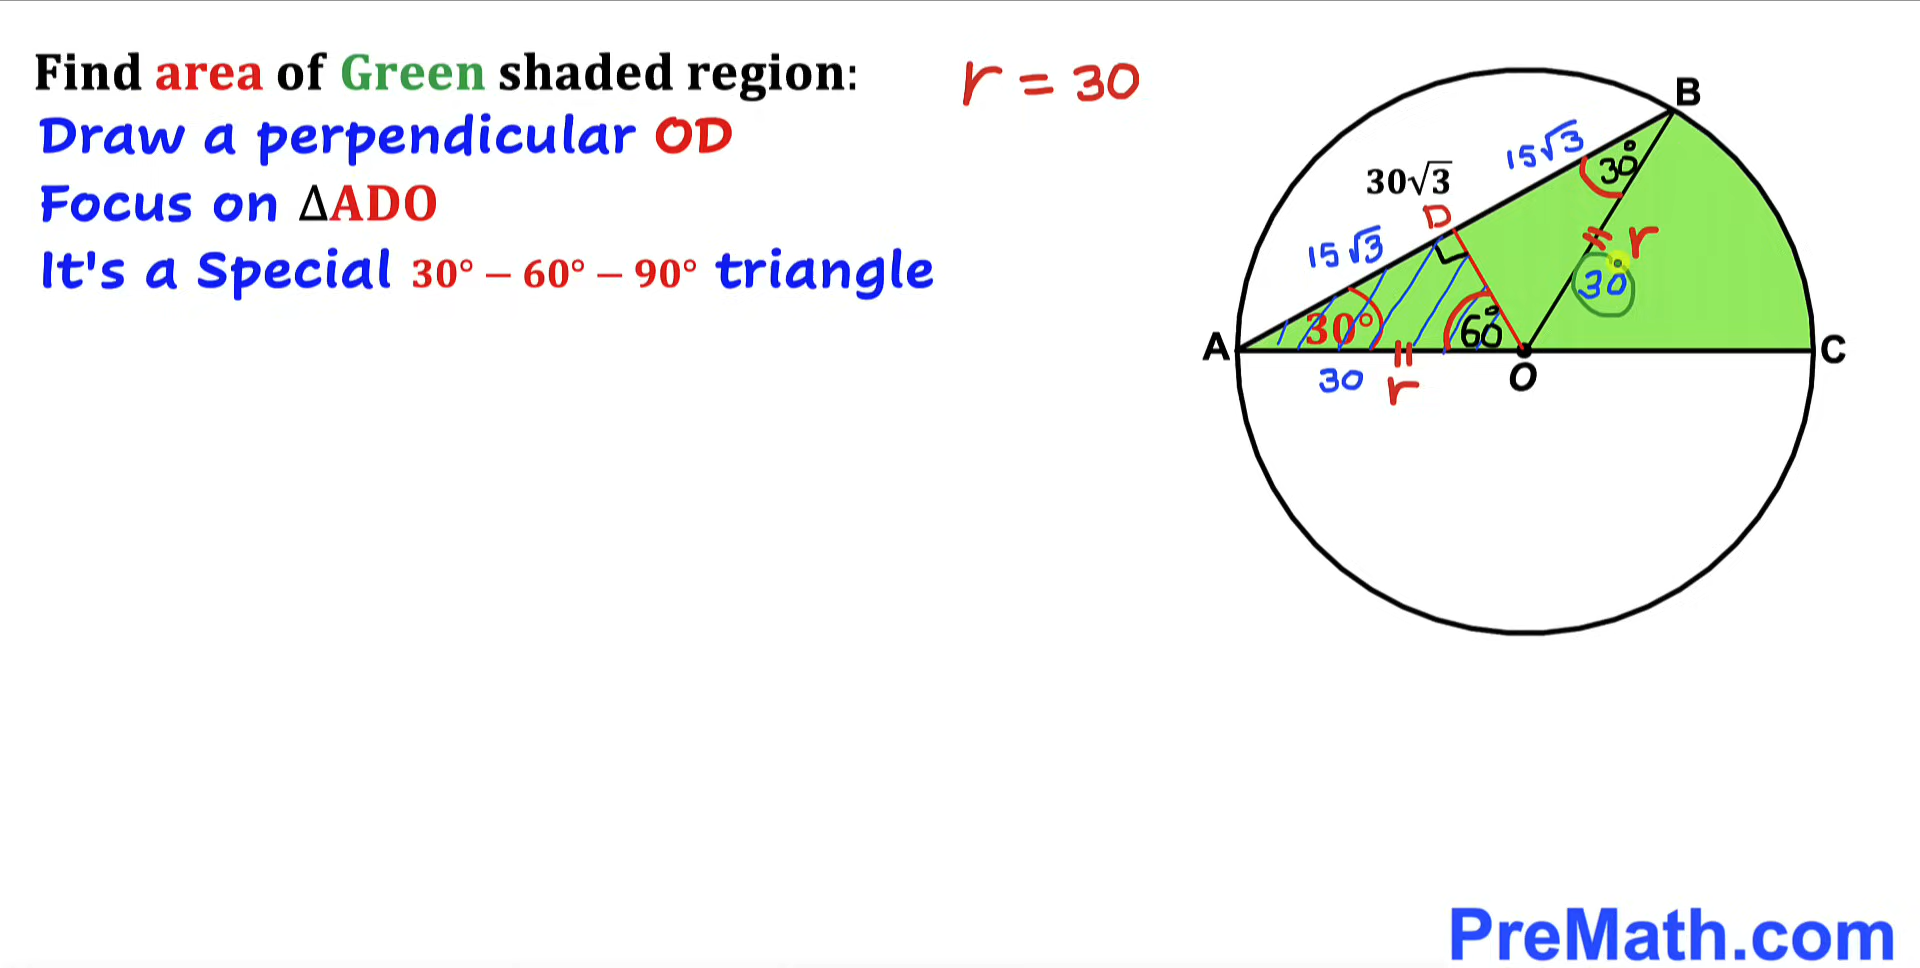 Find area of Green shaded region:
r = 30
Draw a perpendicular OD
Focus on ΔADO
It's a Special 30° – 60° – 90° triangle
B
15√3
30°
30√3
D
15√3
r
30
30°
60°
A
C
30
r
O
PreMath.com